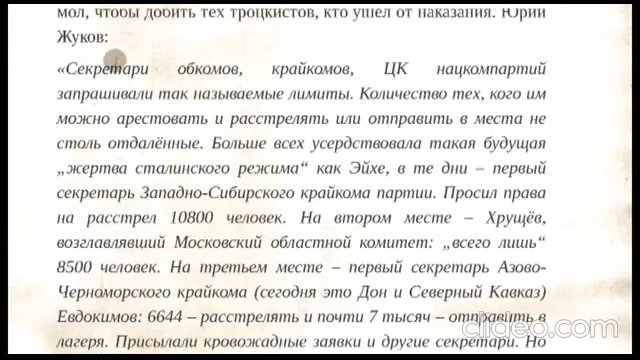 мол, чтобы добить тех троцкистов, кто ушел от наказания. Юрий
Жуков:
«Секретари обкомов, крайкомов, ЦК нацкомпартий
запрашивали так называемые лимиты. Количество тех, кого им
можно арестовать и расстрелять или отправить в места не
столь отдалённые. Больше всех усердствовала такая будущая
„жертва сталинского режима“ как Эйхе, в те дни – первый
секретарь Западно-Сибирского крайкома партии. Просил права
на расстрел 10800 человек. На втором месте – Хрущёв,
возглавлявший Московский областной комитет: „всего лишь“
8500 человек. На третьем месте – первый секретарь Азово-
Черноморского крайкома (сегодня это Дон и Северный Кавказ)
Евдокимов: 6644 – расстрелять и почти 7 тысяч – отправить в
лагеря. Присылали кровожадные заявки и другие секретари. Но
clideo.com